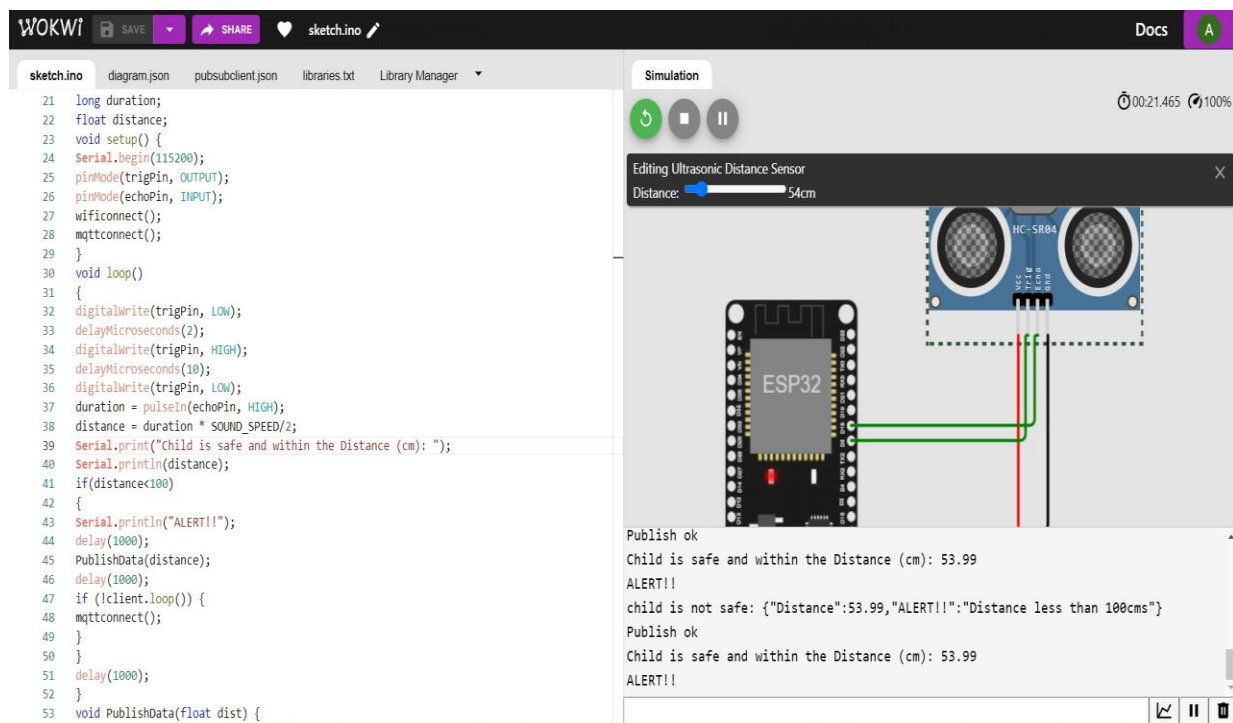 WOKWI SAVE SHARE sketch.ino Docs A
sketch.ino diagram.json pubsubclient.json libraries.txt Library Manager
21 long duration;
22 float distance;
23 void setup() {
24 Serial.begin(115200);
25 pinMode(trigPin, OUTPUT);
26 pinMode(echoPin, INPUT);
27 wificonnect();
28 mqttconnect();
29 }
30 void loop()
31 {
32 digitalWrite(trigPin, LOW);
33 delayMicroseconds(2);
34 digitalWrite(trigPin, HIGH);
35 delayMicroseconds(10);
36 digitalWrite(trigPin, LOW);
37 duration = pulseIn(echoPin, HIGH);
38 distance = duration * SOUND_SPEED/2;
39 Serial.print("Child is safe and within the Distance (cm): ");
40 Serial.println(distance);
41 if(distance<100)
42 {
43 Serial.println("ALERT!!");
44 delay(1000);
45 PublishData(distance);
46 delay(1000);
47 if (!client.loop()) {
48 mqttconnect();
49 }
50 }
51 delay(1000);
52 }
53 void PublishData(float dist) {
Simulation
00:21.465 100%
Editing Ultrasonic Distance Sensor X
Distance: 54cm
HC-SR04
Vcc
Trig
Echo
Gnd
ESP32
Publish ok
Child is safe and within the Distance (cm): 53.99
ALERT!!
child is not safe: {"Distance":53.99,"ALERT!!":"Distance less than 100cms"}
Publish ok
Child is safe and within the Distance (cm): 53.99
ALERT!!